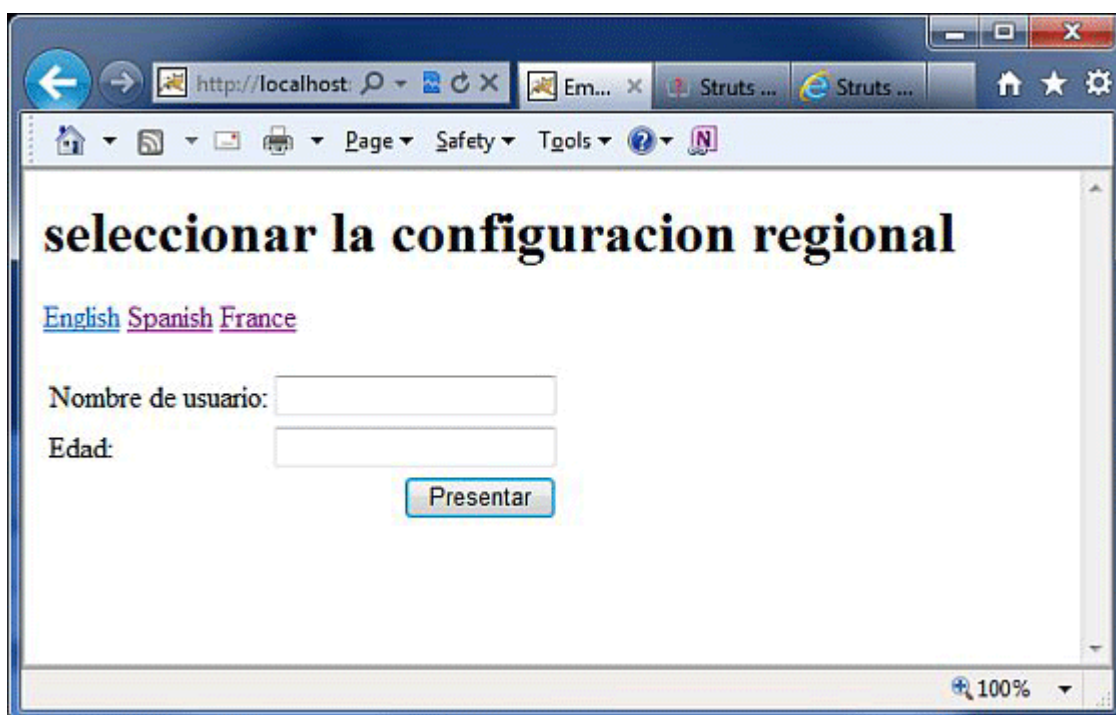 http://localhost: Em... Struts ... Struts ...
Page Safety Tools
seleccionar la configuracion regional
English Spanish France
Nombre de usuario:
Edad:
Presentar
100%